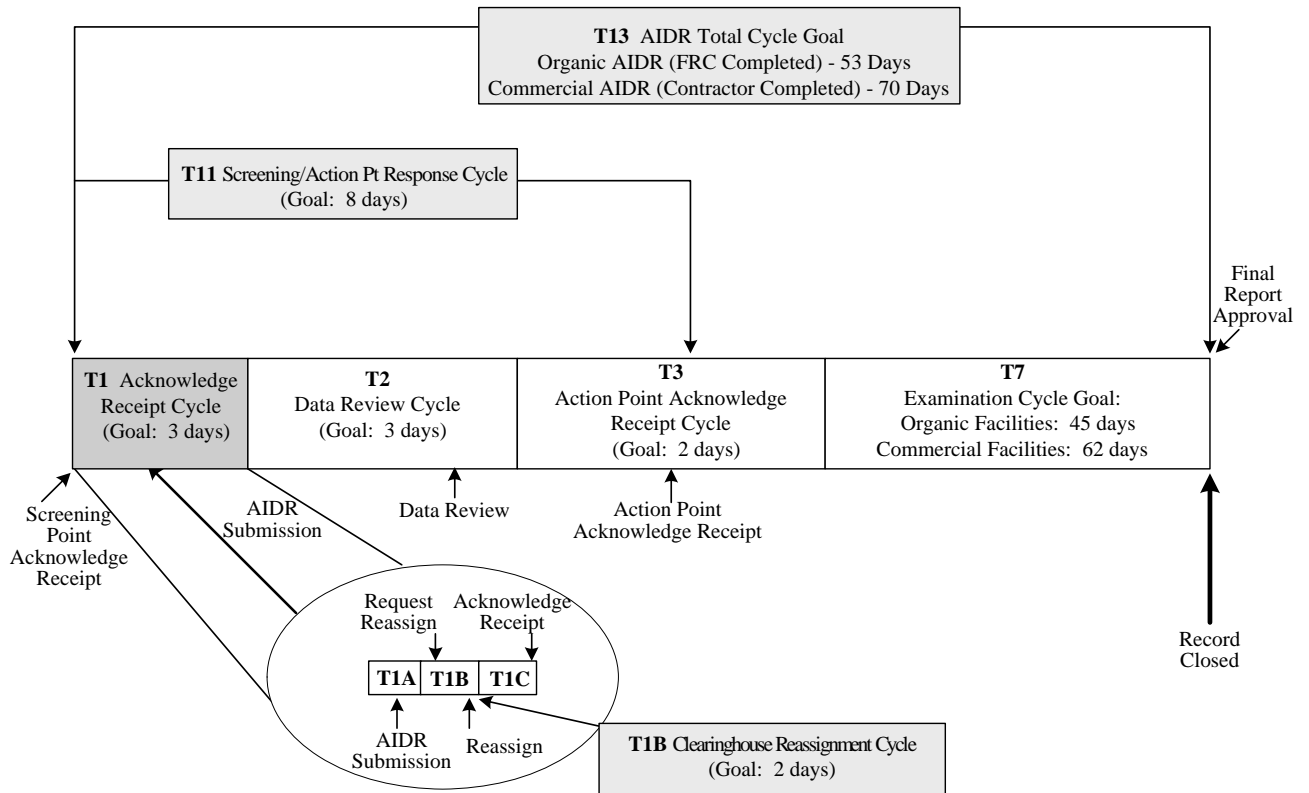 T13 AIDR Total Cycle Goal
Organic AIDR (FRC Completed) - 53 Days
Commercial AIDR (Contractor Completed) - 70 Days
T11 Screening/Action Pt Response Cycle
(Goal: 8 days)
Final
Report
Approval
T1 Acknowledge
Receipt Cycle
(Goal: 3 days)
T2
Data Review Cycle
(Goal: 3 days)
T3
Action Point Acknowledge
Receipt Cycle
(Goal: 2 days)
T7
Examination Cycle Goal:
Organic Facilities: 45 days
Commercial Facilities: 62 days
Screening
Point
Acknowledge
Receipt
AIDR
Submission
Data Review
Action Point
Acknowledge Receipt
Record
Closed
Request
Reassign
Acknowledge
Receipt
T1A
T1B
T1C
AIDR
Submission
Reassign
T1B Clearinghouse Reassignment Cycle
(Goal: 2 days)